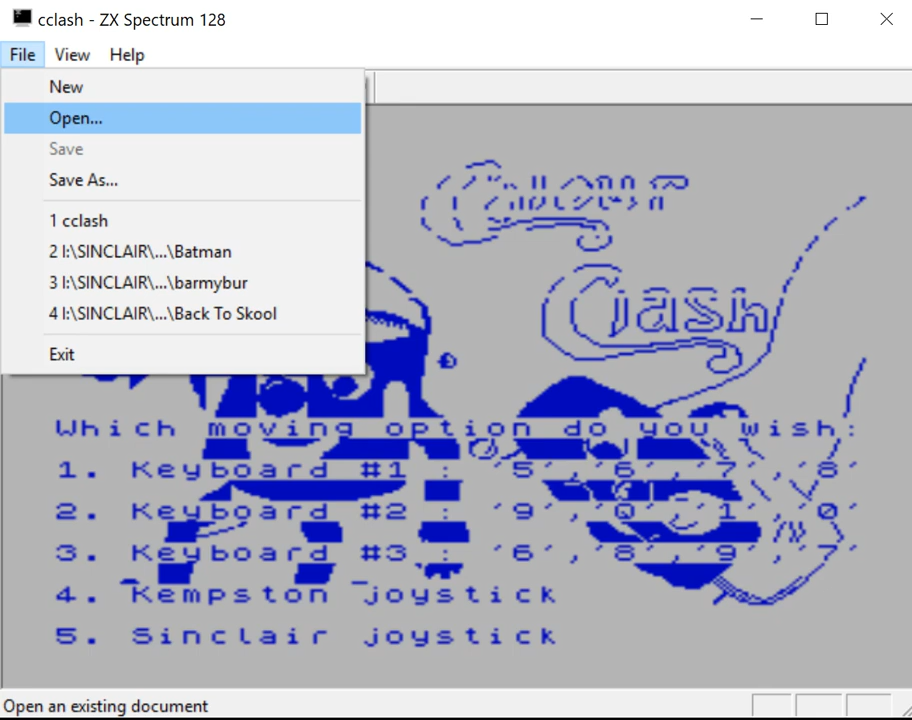 cclash - ZX Spectrum 128
File View Help
New
Open...
Save
Save As...
1 cclash
2 I:\SINCLAIR\...\Batman
3 I:\SINCLAIR\...\barmybur
4 I:\SINCLAIR\...\Back To Skool
Exit
Clash
Which moving option do you wish:
1. Keyboard #1 : '5','6','7','8'
2. Keyboard #2 : '9','0','1','0'
3. Keyboard #3 : '6','8','9','7'
4. Kempston joystick
5. Sinclair joystick
Open an existing document